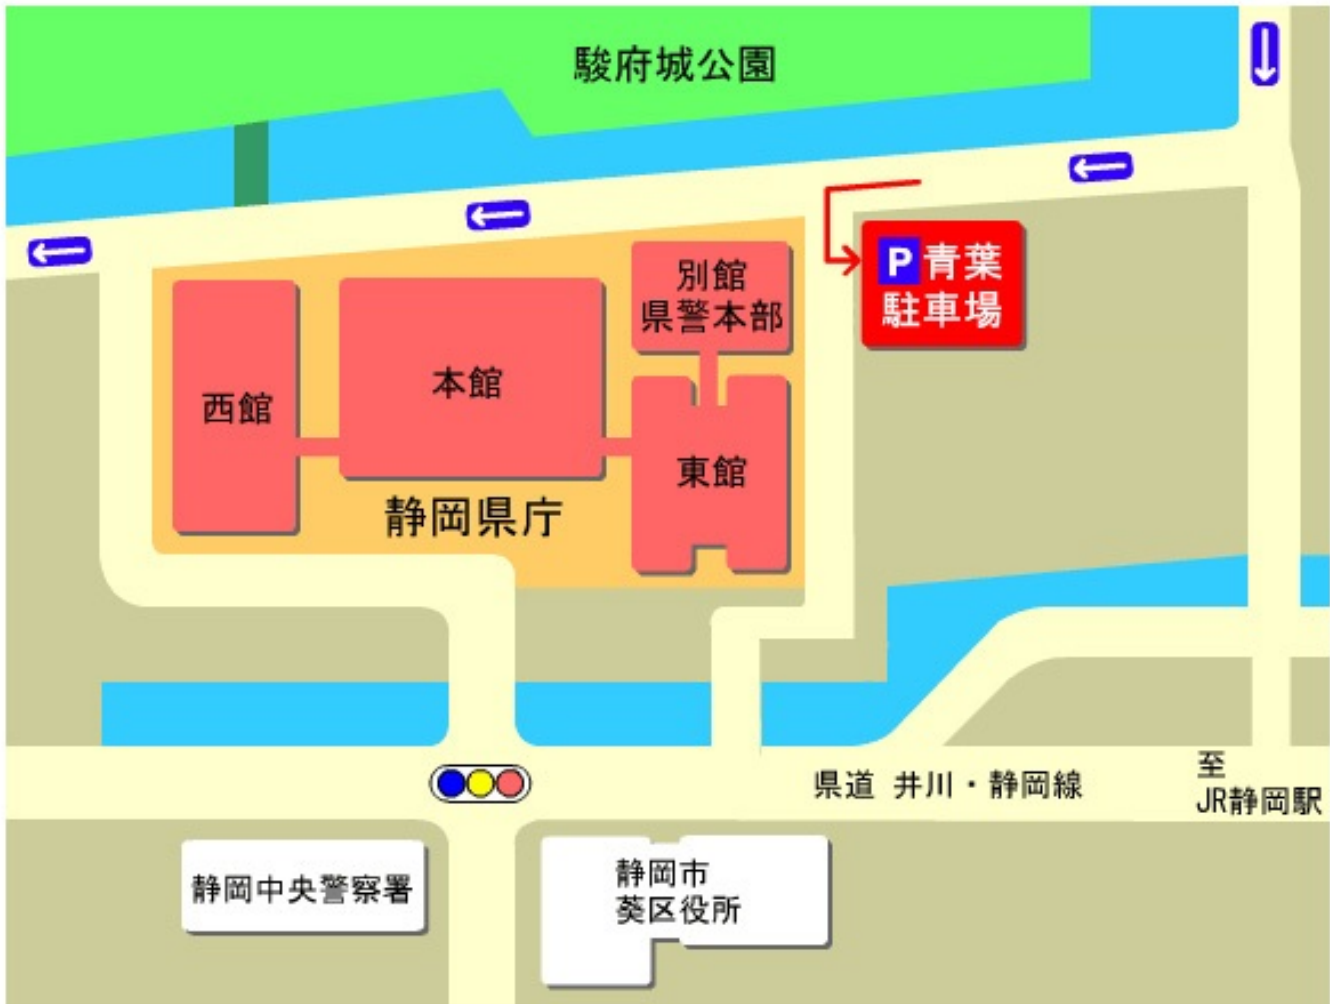 駿府城公園
P青葉
駐車場
別館
県警本部
本館
西館
東館
静岡県庁
県道 井川・静岡線
至
JR静岡駅
静岡中央警察署
静岡市
葵区役所